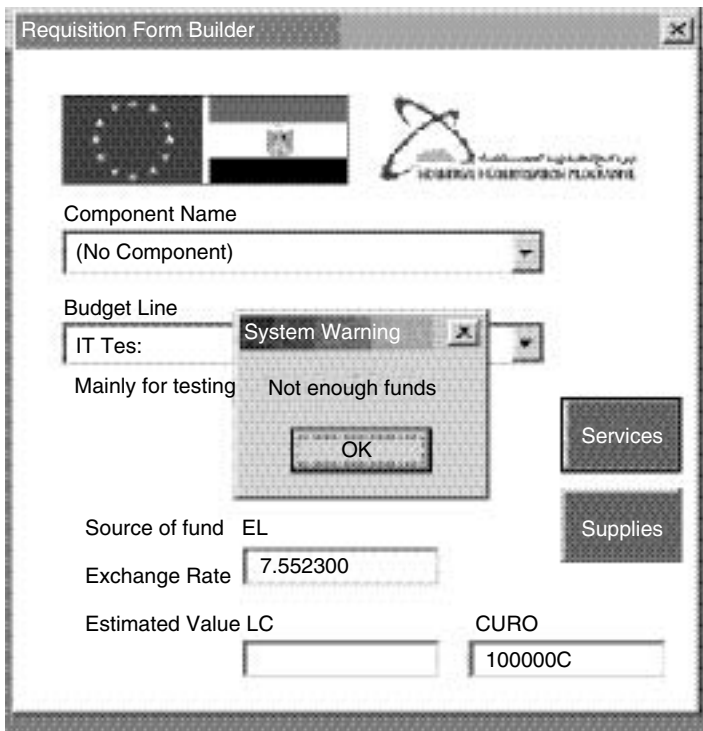 Requisition Form Builder
Component Name
(No Component)
Budget Line
IT Tes:
System Warning
Mainly for testing
Not enough funds
OK
Services
Supplies
Source of fund EL
Exchange Rate 7.552300
Estimated Value LC CURO
100000C